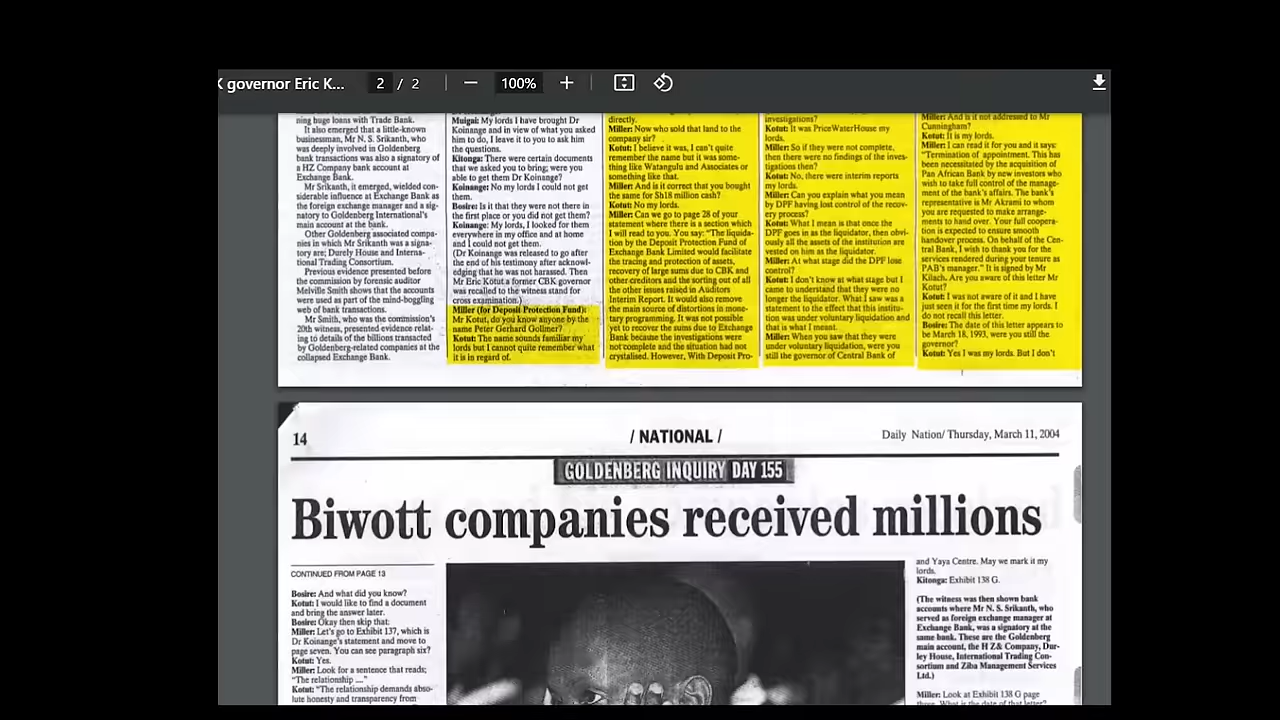 K governor Eric K... 2 / 2 100%
ning huge loans with Trade Bank.
It also emerged that a little-known
businessman, Mr N. S. Srikanth, who
was deeply involved in Goldenberg
bank transactions was also a signatory of
a HZ Company bank account at
Exchange Bank.
Mr Srikanth, it emerged, wielded con-
siderable influence at Exchange Bank as
the foreign exchange manager and a sig-
natory to Goldenberg International's
main account at the bank.
Other Goldenberg associated compa-
nies in which Mr Srikanth was a signa-
tory are; Durely House and Interna-
tional Trading Consortium.
Previous evidence presented before
the commission by forensic auditor
Melville Smith shows that the accounts
were used as part of the mind-boggling
web of bank transactions.
Mr Smith, who was the commission's
20th witness, presented evidence relat-
ing to details of the billions transacted
by Goldenberg-related companies at the
collapsed Exchange Bank.
Muigai: My lords I have brought Dr
Koinange and in view of what you asked
him to do, I leave it to you to ask him
the questions.
Kitonga: There were certain documents
that we asked you to bring; were you
able to get them Dr Koinange?
Koinange: No my lords I could not get
them.
Bosire: Is it that they were not there in
the first place or you did not get them?
Koinange: My lords, I looked for them
everywhere in my office and at home
and I could not get them.
(Dr Koinange was released to go after
the end of his testimony after acknowl-
edging that he was not harassed. Then
Mr Eric Kotut a former CBK governor
was recalled to the witness stand for
cross examination.)
Miller (for Deposit Protection Fund):
Mr Kotut, do you know anyone by the
name Peter Gerhard Gollmer?
Kotut: The name sounds familiar my
lords but I cannot quite remember what
it is in regard of.
directly.
Miller: Now who sold that land to the
company sir?
Kotut: I believe it was, I can't quite
remember the name but it was some-
thing like Watangulu and Associates or
something like that.
Miller: And is it correct that you bought
the same for Sh18 million cash?
Kotut: No my lords.
Miller: Can we go to page 28 of your
statement where there is a section which
I will read to you. You say: "The liquida-
tion by the Deposit Protection Fund of
Exchange Bank Limited would facilitate
the tracing and protection of assets,
recovery of large sums due to CBK and
other creditors and the sorting out of all
the other issues raised in Auditors
Interim Report. It would also remove
the main source of distortions in mone-
tary programming. It was not possible
yet to recover the sums due to Exchange
Bank because the investigations were
not complete and the situation had not
crystalised. However, With Deposit Pro-
investigations?
Kotut: It was PriceWaterHouse my
lords.
Miller: So if they were not complete,
then there were no findings of the inves-
tigations then?
Kotut: No, there were interim reports
my lords.
Miller: Can you explain what you mean
by DPF having lost control of the recov-
ery process?
Kotut: What I mean is that once the
DPF goes in as the liquidator, then obvi-
ously all the assets of the institution are
vested on him as the liquidator.
Miller: At what stage did the DPF lose
control?
Kotut: I don't know at what stage but I
came to understand that they were no
longer the liquidator. What I saw was a
statement to the effect that this institu-
tion was under voluntary liquidation and
that is what I meant.
Miller: When you saw that they were
under voluntary liquidation, were you
still the governor of Central Bank of
Miller: And is it not addressed to Mr
Cunningham?
Kotut: It is my lords.
Miller: I can read it for you and it says:
"Termination of appointment. This has
been necessitated by the acquisition of
Pan African Bank by new investors who
wish to take full control of the manage-
ment of the bank's affairs. The bank's
representative is Mr Akrami to whom
you are requested to make arrange-
ments to hand over. Your full coopera-
tion is expected to ensure smooth
handover process. On behalf of the Cen-
tral Bank, I wish to thank you for the
services rendered during your tenure as
PAB's manager." It is signed by Mr
Kilach. Are you aware of this letter Mr
Kotut?
Kotut: I was not aware of it and I have
just seen it for the first time my lords. I
do not recall this letter.
Bosire: The date of this letter appears to
be March 18, 1993, were you still the
governor?
Kotut: Yes I was my lords. But I don't
14 / NATIONAL / Daily Nation/ Thursday, March 11, 2004
GOLDENBERG INQUIRY DAY 155
Biwott companies received millions
CONTINUED FROM PAGE 13
Bosire: And what did you know?
Kotut: I would like to find a document
and bring the answer later.
Bosire: Okay then skip that.
Miller: Let's go to Exhibit 137, which is
Dr Koinange's statement and move to
page seven. You can see paragraph six?
Kotut: Yes.
Miller: Look for a sentence that reads;
"The relationship ...."
Kotut: "The relationship demands abso-
lute honesty and transparency from
and Yaya Centre. May we mark it my
lords.
Kitonga: Exhibit 138 G.
(The witness was then shown bank
accounts where Mr N. S. Srikanth, who
served as foreign exchange manager at
Exchange Bank, was a signatory at the
same bank. These are the Goldenberg
main account, the H Z& Company, Dur-
ley House, International Trading Con-
sortium and Ziba Management Services
Ltd.)
Miller: Look at Exhibit 138 G page
three. What is the date of that letter?